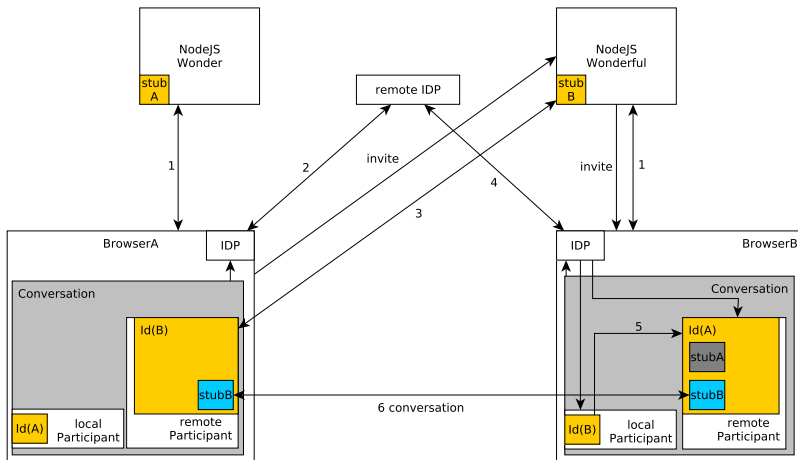 NodeJS
Wonder
stub
A
NodeJS
Wonderful
stub
B
remote IDP
1
2
invite
3
4
invite
1
BrowserA
IDP
IDP
BrowserB
Conversation
Conversation
Id(B)
stubB
Id(A)
local
Participant
remote
Participant
5
Id(A)
stubA
stubB
6 conversation
Id(B)
local
Participant
remote
Participant